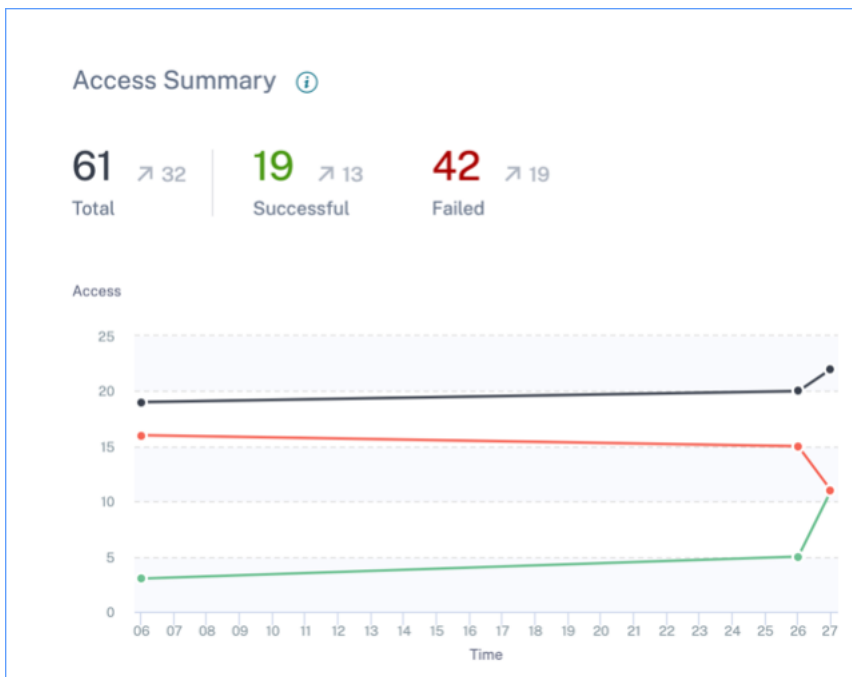 Access Summary
61 32 19 13 42 19
Total Successful Failed
Access
25
20
15
10
5
0
06 07 08 09 10 11 12 13 14 15 16 17 18 19 20 21 22 23 24 25 26 27
Time